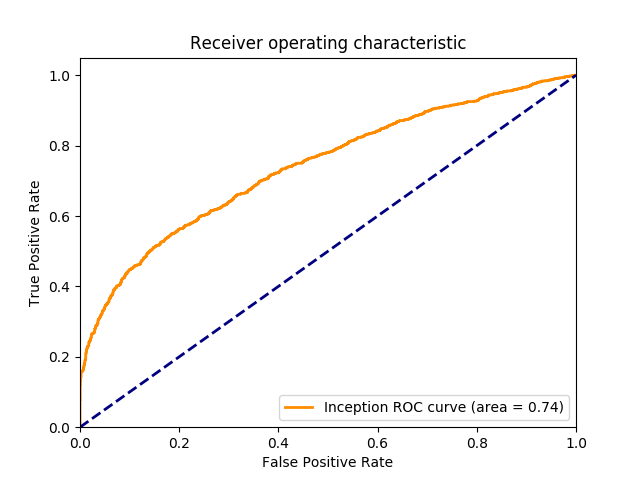 Receiver operating characteristic
True Positive Rate
1.0
0.8
0.6
0.4
0.2
0.0
Inception ROC curve (area = 0.74)
0.0 0.2 0.4 0.6 0.8 1.0
False Positive Rate